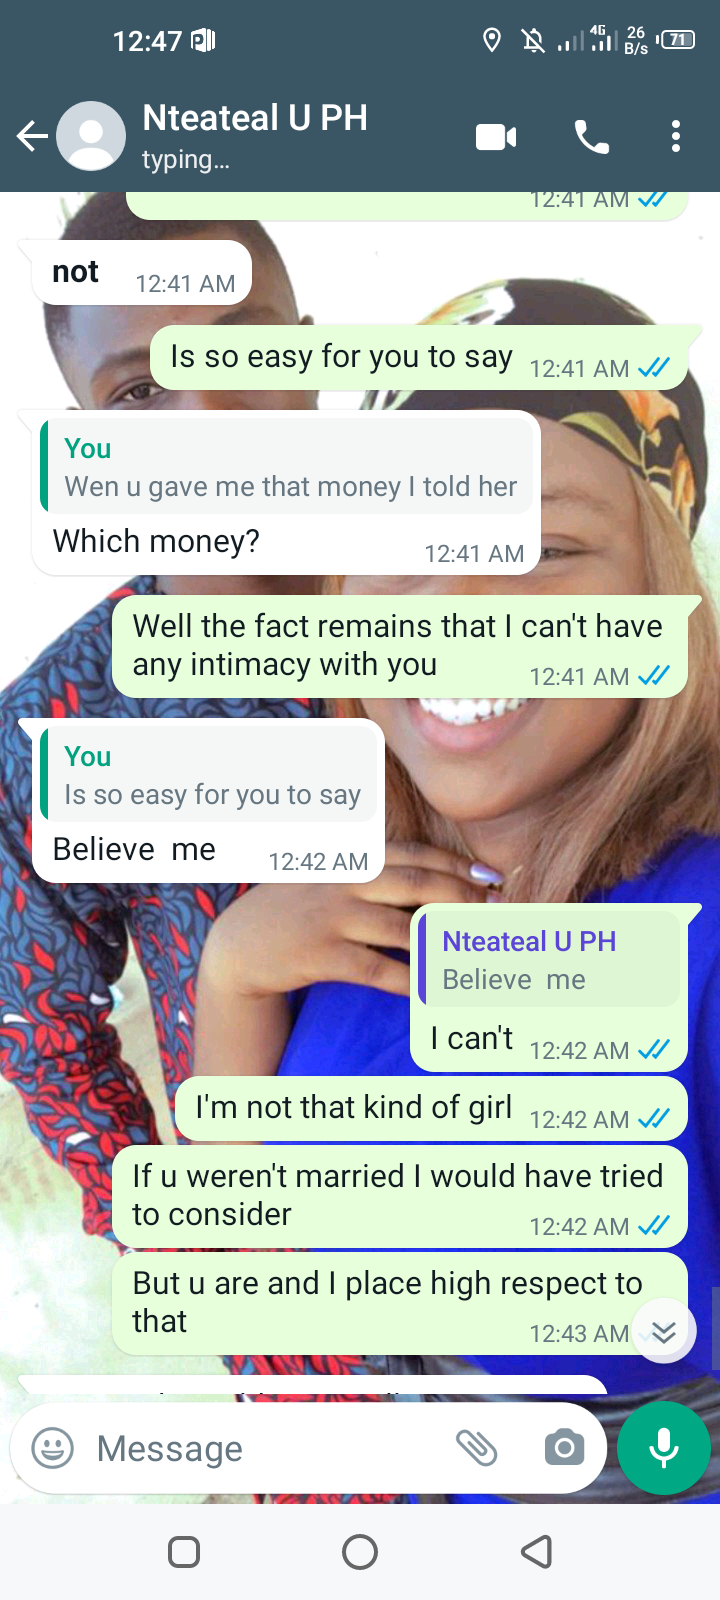 12:47
4G
26
B/s
71
Nteateal U PH
typing...
12:41 AM
not 12:41 AM
Is so easy for you to say 12:41 AM
You
Wen u gave me that money I told her
Which money? 12:41 AM
Well the fact remains that I can't have
any intimacy with you 12:41 AM
You
Is so easy for you to say
Believe me 12:42 AM
Nteateal U PH
Believe me
I can't 12:42 AM
I'm not that kind of girl 12:42 AM
If u weren't married I would have tried
to consider 12:42 AM
But u are and I place high respect to
that 12:43 AM
Message